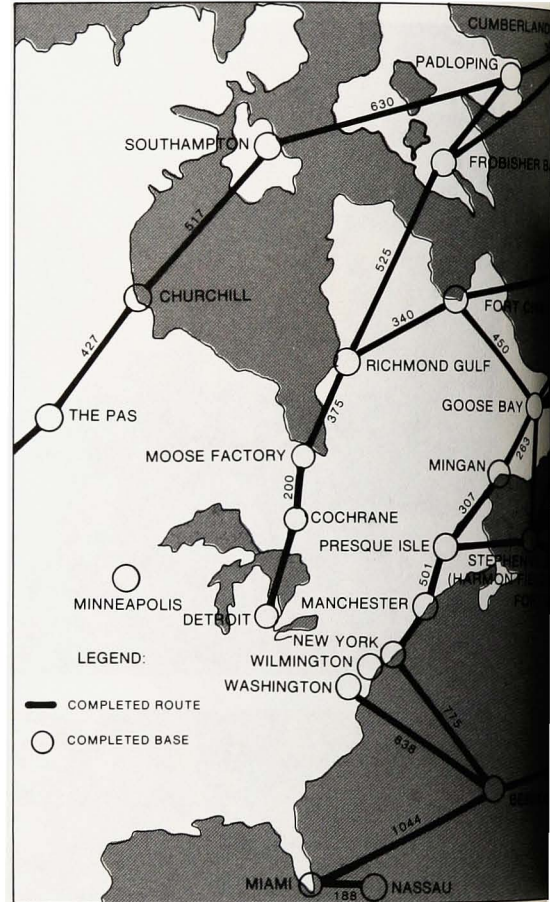 CUMBERLAND
PADLOPING
630
SOUTHAMPTON
FROBISHER
517
525
CHURCHILL
340
FORT
427
450
RICHMOND GULF
375
GOOSE BAY
THE PAS
263
MOOSE FACTORY
MINGAN
200
307
COCHRANE
PRESQUE ISLE
501
MINNEAPOLIS
MANCHESTER
DETROIT
NEW YORK
LEGEND:
WILMINGTON
WASHINGTON
COMPLETED ROUTE
775
838
COMPLETED BASE
1044
MIAMI
188
NASSAU